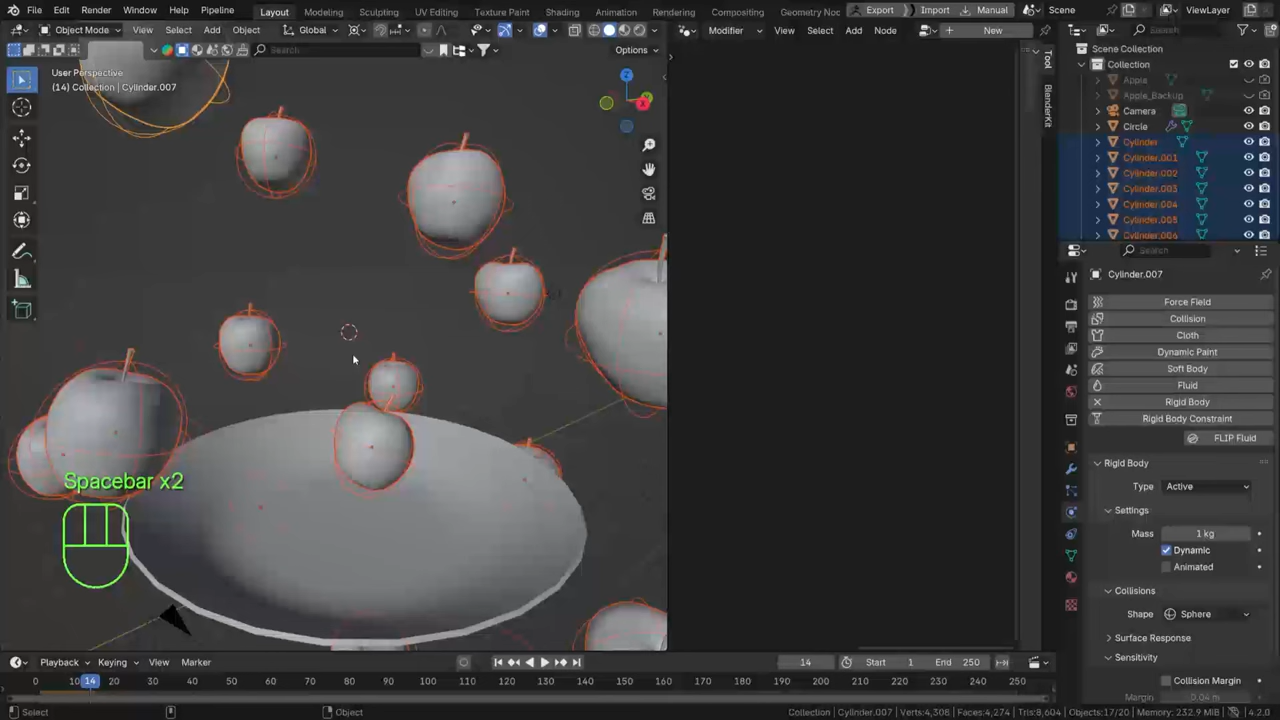 File Edit Render Window Help Pipeline Layout Modeling Sculpting UV Editing Texture Paint Shading Animation Rendering Compositing Geometry Noc Export Import Manual Scene ViewLayer
Object Mode View Select Add Object Global Modifier View Select Add Node New
Search Options
Scene Collection
Collection
Apple
Apple_Backup
Camera
Circle
Cylinder
Cylinder.001
Cylinder.002
Cylinder.003
Cylinder.004
Cylinder.005
Cylinder.006
User Perspective
(14) Collection | Cylinder.007
Z
X
Tool
BlenderKit
Search
Cylinder.007
Force Field
Collision
Cloth
Dynamic Paint
Soft Body
Fluid
Rigid Body
Rigid Body Constraint
FLIP Fluid
Rigid Body
Type Active
Settings
Mass 1 kg
Dynamic
Animated
Collisions
Shape Sphere
Surface Response
Sensitivity
Collision Margin
Margin 0.04 m
Spacebar x2
Playback Keying View Marker 14 Start 1 End 250
0 10 14 20 30 40 50 60 70 80 90 100 110 120 130 140 150 160 170 180 190 200 210 220 230 240 250
Select Object Collection | Cylinder.007 | Verts:4,308 | Faces:4,274 | Tris:8,604 | Objects:17/20 | Memory: 232.9 MiB | 4.2.0